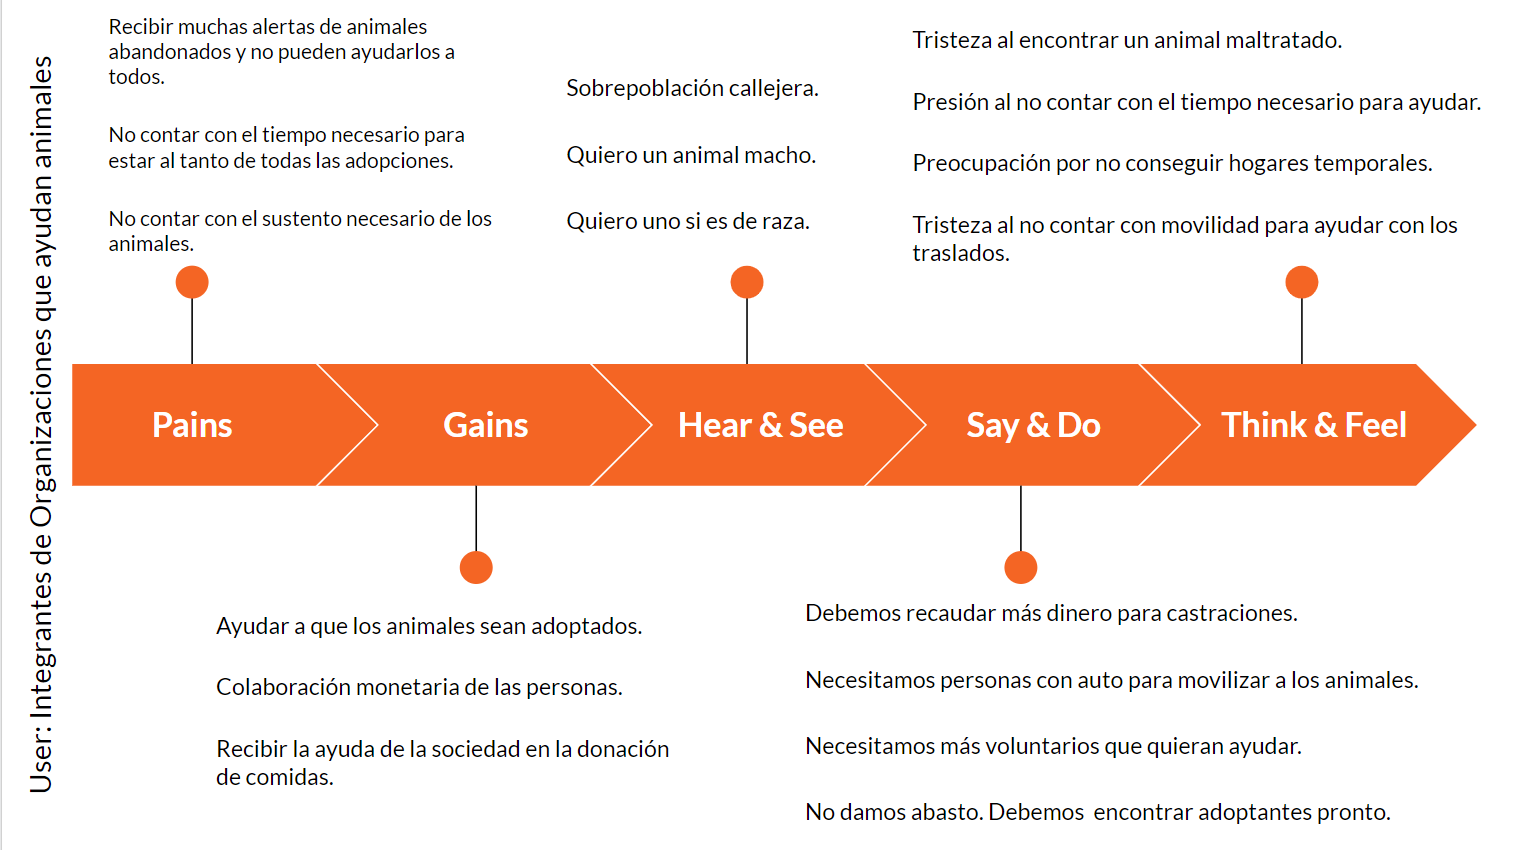 User: Integrantes de Organizaciones que ayudan animales
Recibir muchas alertas de animales
abandonados y no pueden ayudarlos a
todos.
No contar con el tiempo necesario para
estar al tanto de todas las adopciones.
No contar con el sustento necesario de los
animales.
Sobrepoblación callejera.
Quiero un animal macho.
Quiero uno si es de raza.
Tristeza al encontrar un animal maltratado.
Presión al no contar con el tiempo necesario para ayudar.
Preocupación por no conseguir hogares temporales.
Tristeza al no contar con movilidad para ayudar con los
traslados.
Pains
Gains
Hear & See
Say & Do
Think & Feel
Ayudar a que los animales sean adoptados.
Colaboración monetaria de las personas.
Recibir la ayuda de la sociedad en la donación
de comidas.
Debemos recaudar más dinero para castraciones.
Necesitamos personas con auto para movilizar a los animales.
Necesitamos más voluntarios que quieran ayudar.
No damos abasto. Debemos  encontrar adoptantes pronto.